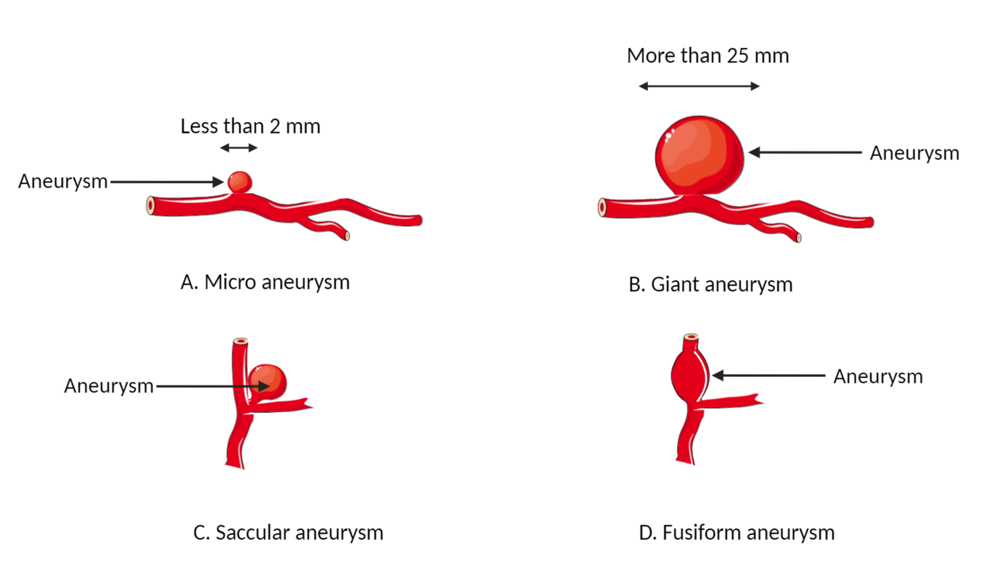 More than 25 mm
Less than 2 mm
Aneurysm
Aneurysm
A. Micro aneurysm
B. Giant aneurysm
Aneurysm
Aneurysm
C. Saccular aneurysm
D. Fusiform aneurysm